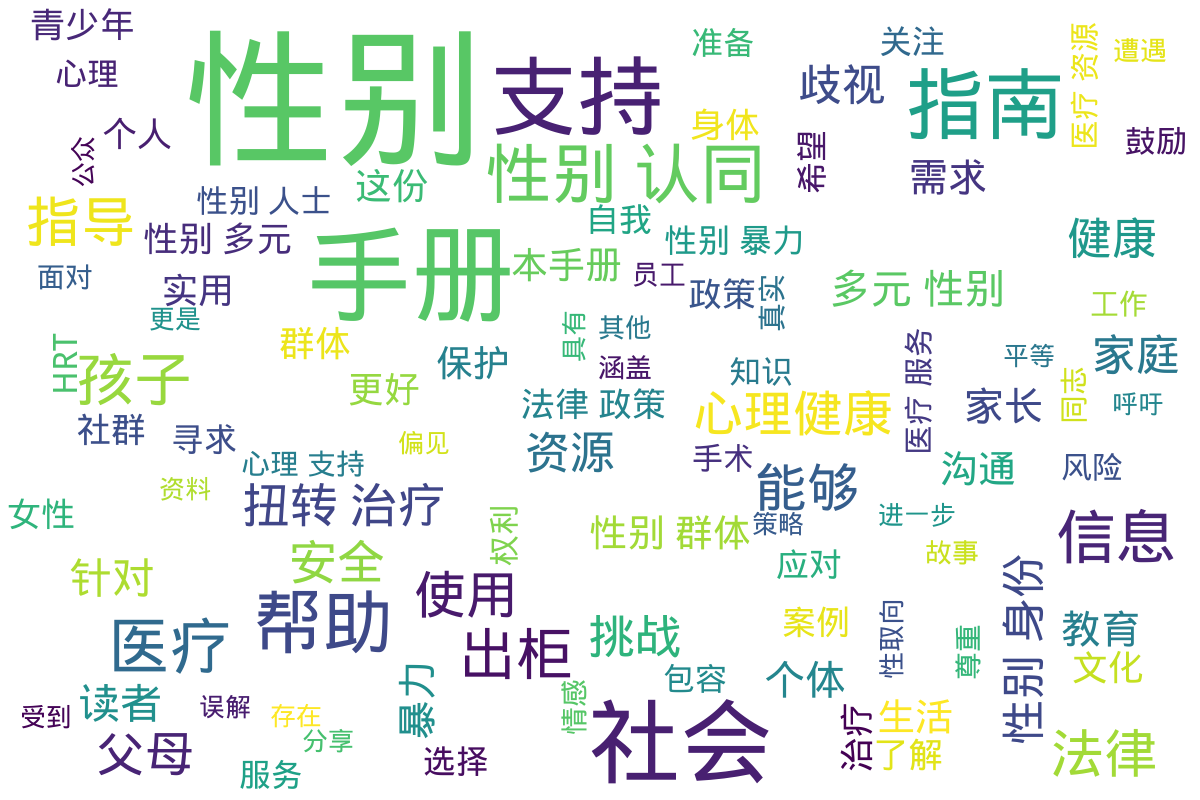 青少年
准备
关注
医疗 资源
遭遇
心理
性别
支持
歧视
指南
个人
公众
身体
希望
鼓励
性别 认同
需求
性别 人士
这份
指导
性别 多元
自我
性别 暴力
健康
面对
实用
手册
本手册
员工
政策
真实
多元 性别
工作
更是
群体
具有
其他
HRT
孩子
保护
涵盖
知识
医疗 服务
平等
家庭
更好
法律 政策
心理健康
家长
同志
呼吁
社群
寻求
偏见
资源
手术
心理 支持
能够
沟通
风险
资料
扭转 治疗
女性
权利
性别 群体
策略
进一步
信息
安全
应对
故事
针对
使用
性别 身份
帮助
医疗
出柜
挑战
案例
性取向
尊重
教育
暴力
包容
个体
文化
读者
误解
情感
受到
存在
社会
治疗
生活
父母
分享
选择
了解
法律
服务